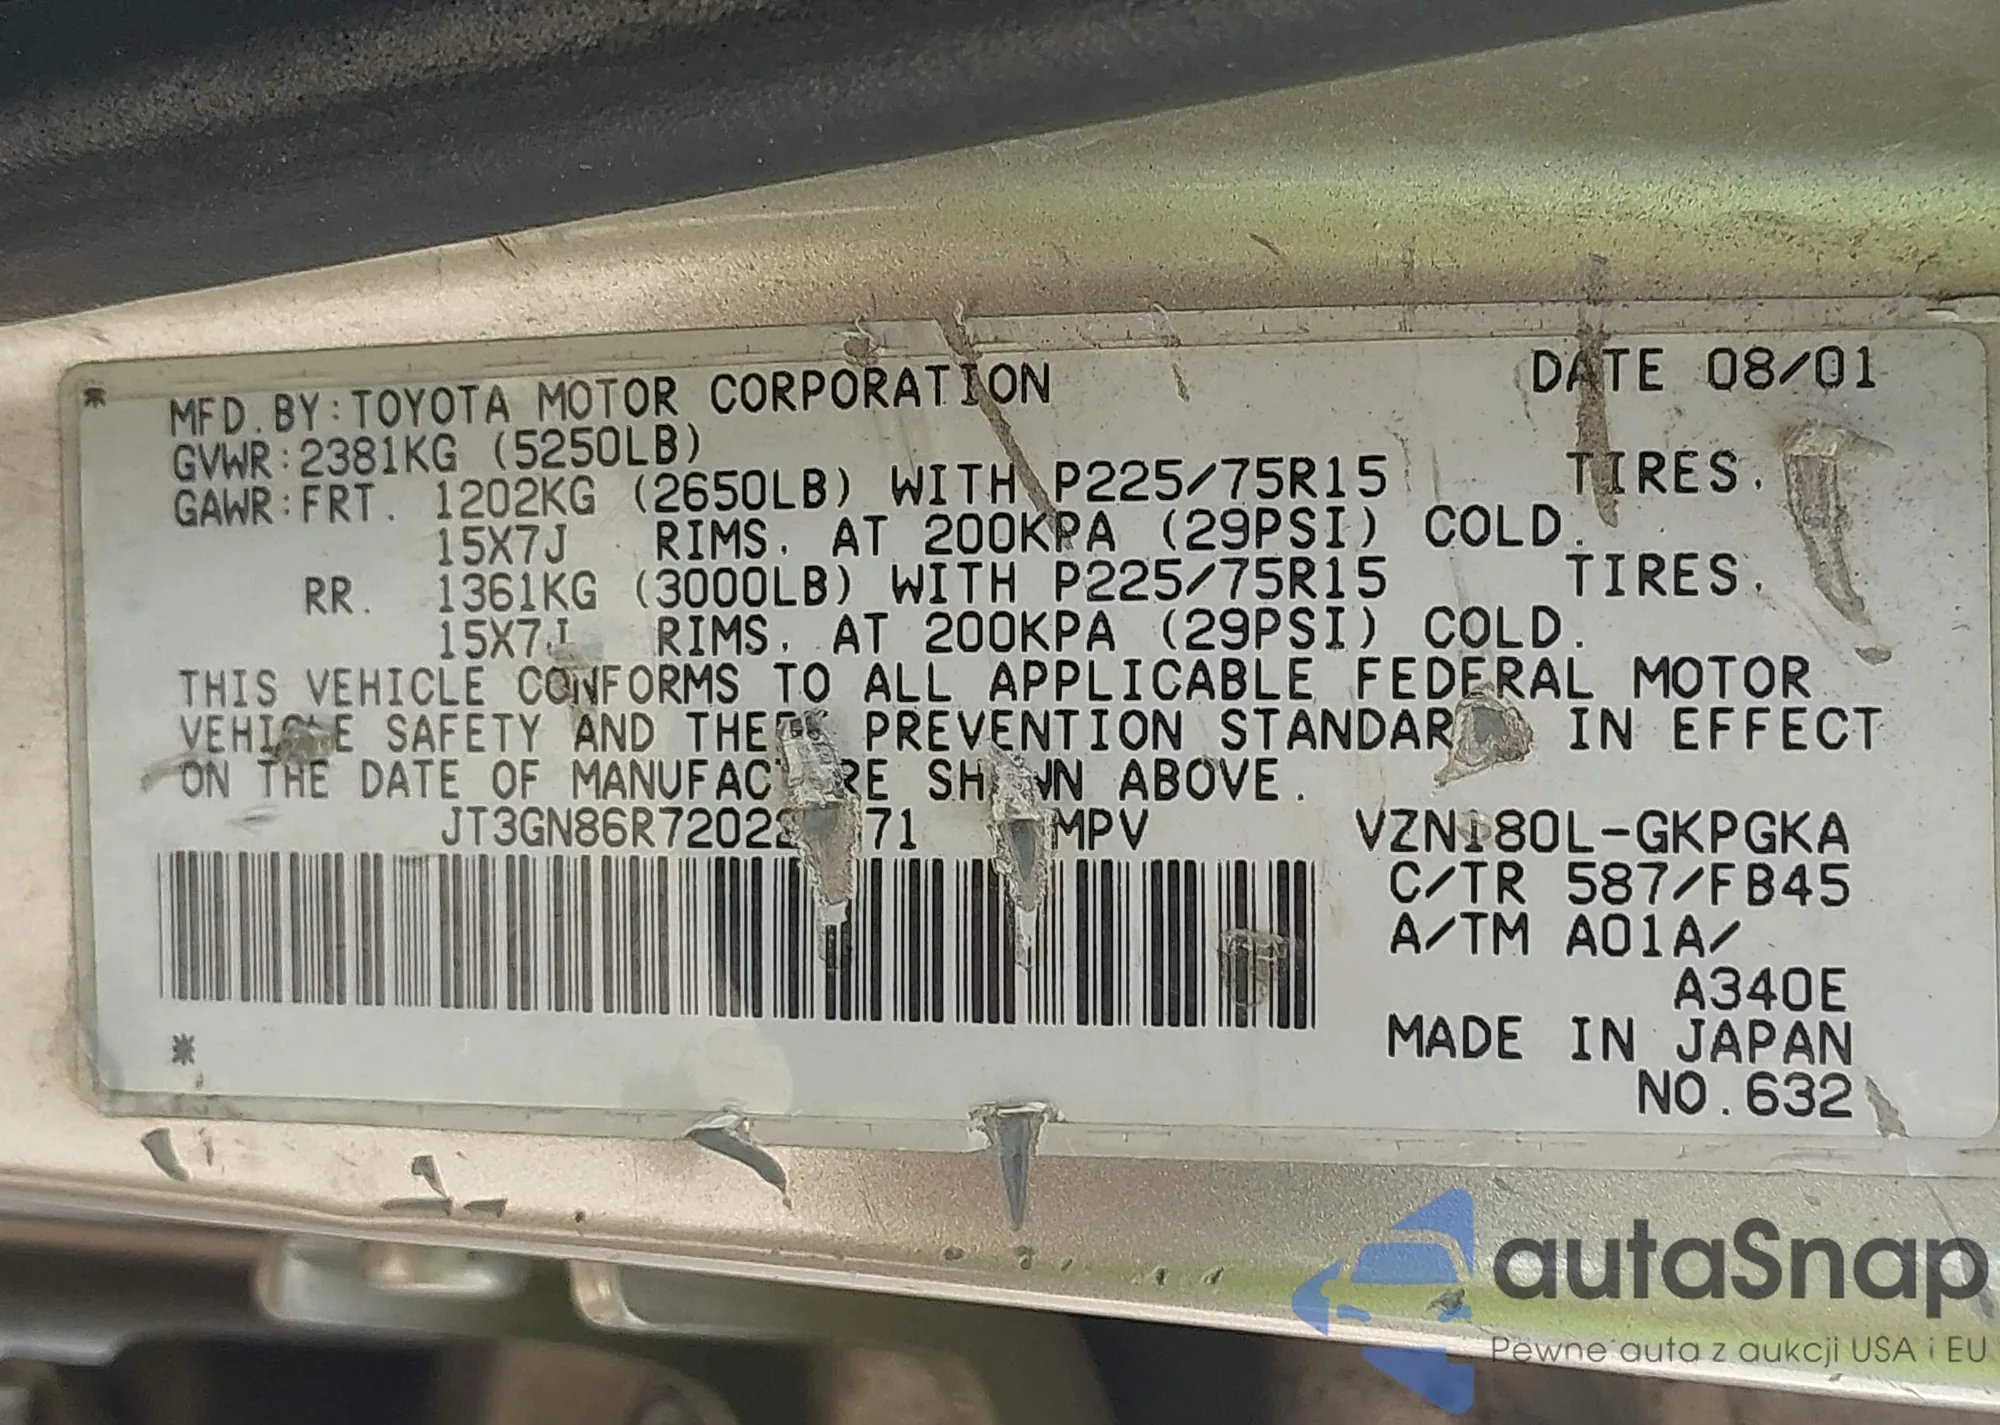 MFD.BY:TOYOTA MOTOR CORPORATION DATE 08/01
GVWR:2381KG (5250LB)
GAWR:FRT. 1202KG (2650LB) WITH P225/75R15 TIRES.
15X7J RIMS. AT 200KPA (29PSI) COLD.
RR. 1361KG (3000LB) WITH P225/75R15 TIRES.
15X7J RIMS. AT 200KPA (29PSI) COLD.
THIS VEHICLE CONFORMS TO ALL APPLICABLE FEDERAL MOTOR
VEHICLE SAFETY AND PREVENTION IN EFFECT
ON THE DATE OF ABOVE.
MPV VZN180L-GKPGKA
C/TR 587/FB45
A/TM A01A/
A340E
MADE IN JAPAN
NO.632
autaSnap
Pewne auta z aukcji USA i EU